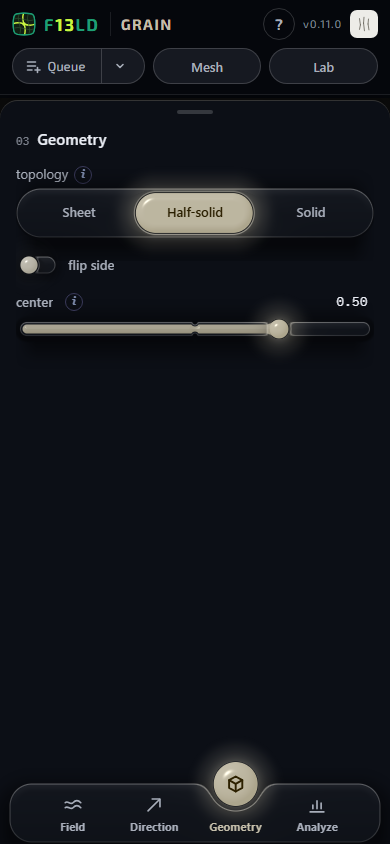 F13LD GRAIN ? v0.11.0
Queue Mesh Lab
03 Geometry
topology i
Sheet Half-solid Solid
flip side
center i 0.50
Field Direction Geometry Analyze